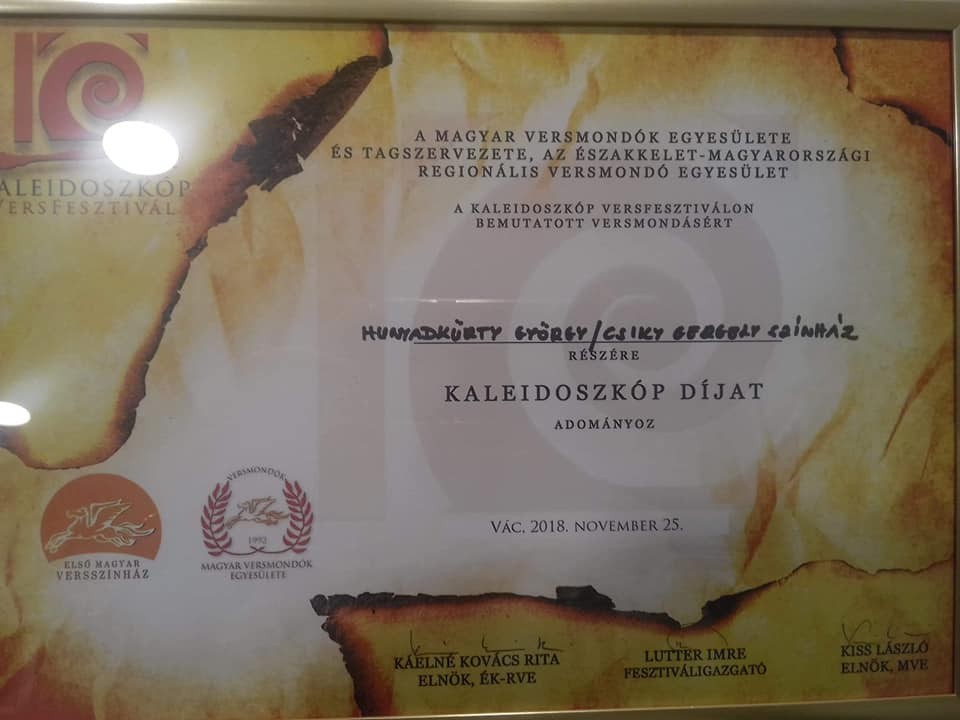 KALEIDOSZKÓP
VERSFESZTIVÁL
A MAGYAR VERSMONDÓK EGYESÜLETE
ÉS TAGSZERVEZETE, AZ ÉSZAKKELET-MAGYARORSZÁGI
REGIONÁLIS VERSMONDÓ EGYESÜLET
A KALEIDOSZKÓP VERSFESZTIVÁLON
BEMUTATOTT VERSMONDÁSÉRT
HUNYADKÜRTY GYÖRGY/CSIKY GERGELY SZÍNHÁZ
RÉSZÉRE
KALEIDOSZKÓP DÍJAT
ADOMÁNYOZ
VÁC, 2018. NOVEMBER 25.
ELSŐ MAGYAR
VERSSZÍNHÁZ
VERSMONDÓK
1992
MAGYAR VERSMONDÓK
EGYESÜLETE
KÁELNÉ KOVÁCS RITA
ELNÖK, ÉK-RVE
LUTTER IMRE
FESZTIVÁLIGAZGATÓ
KISS LÁSZLÓ
ELNÖK, MVE